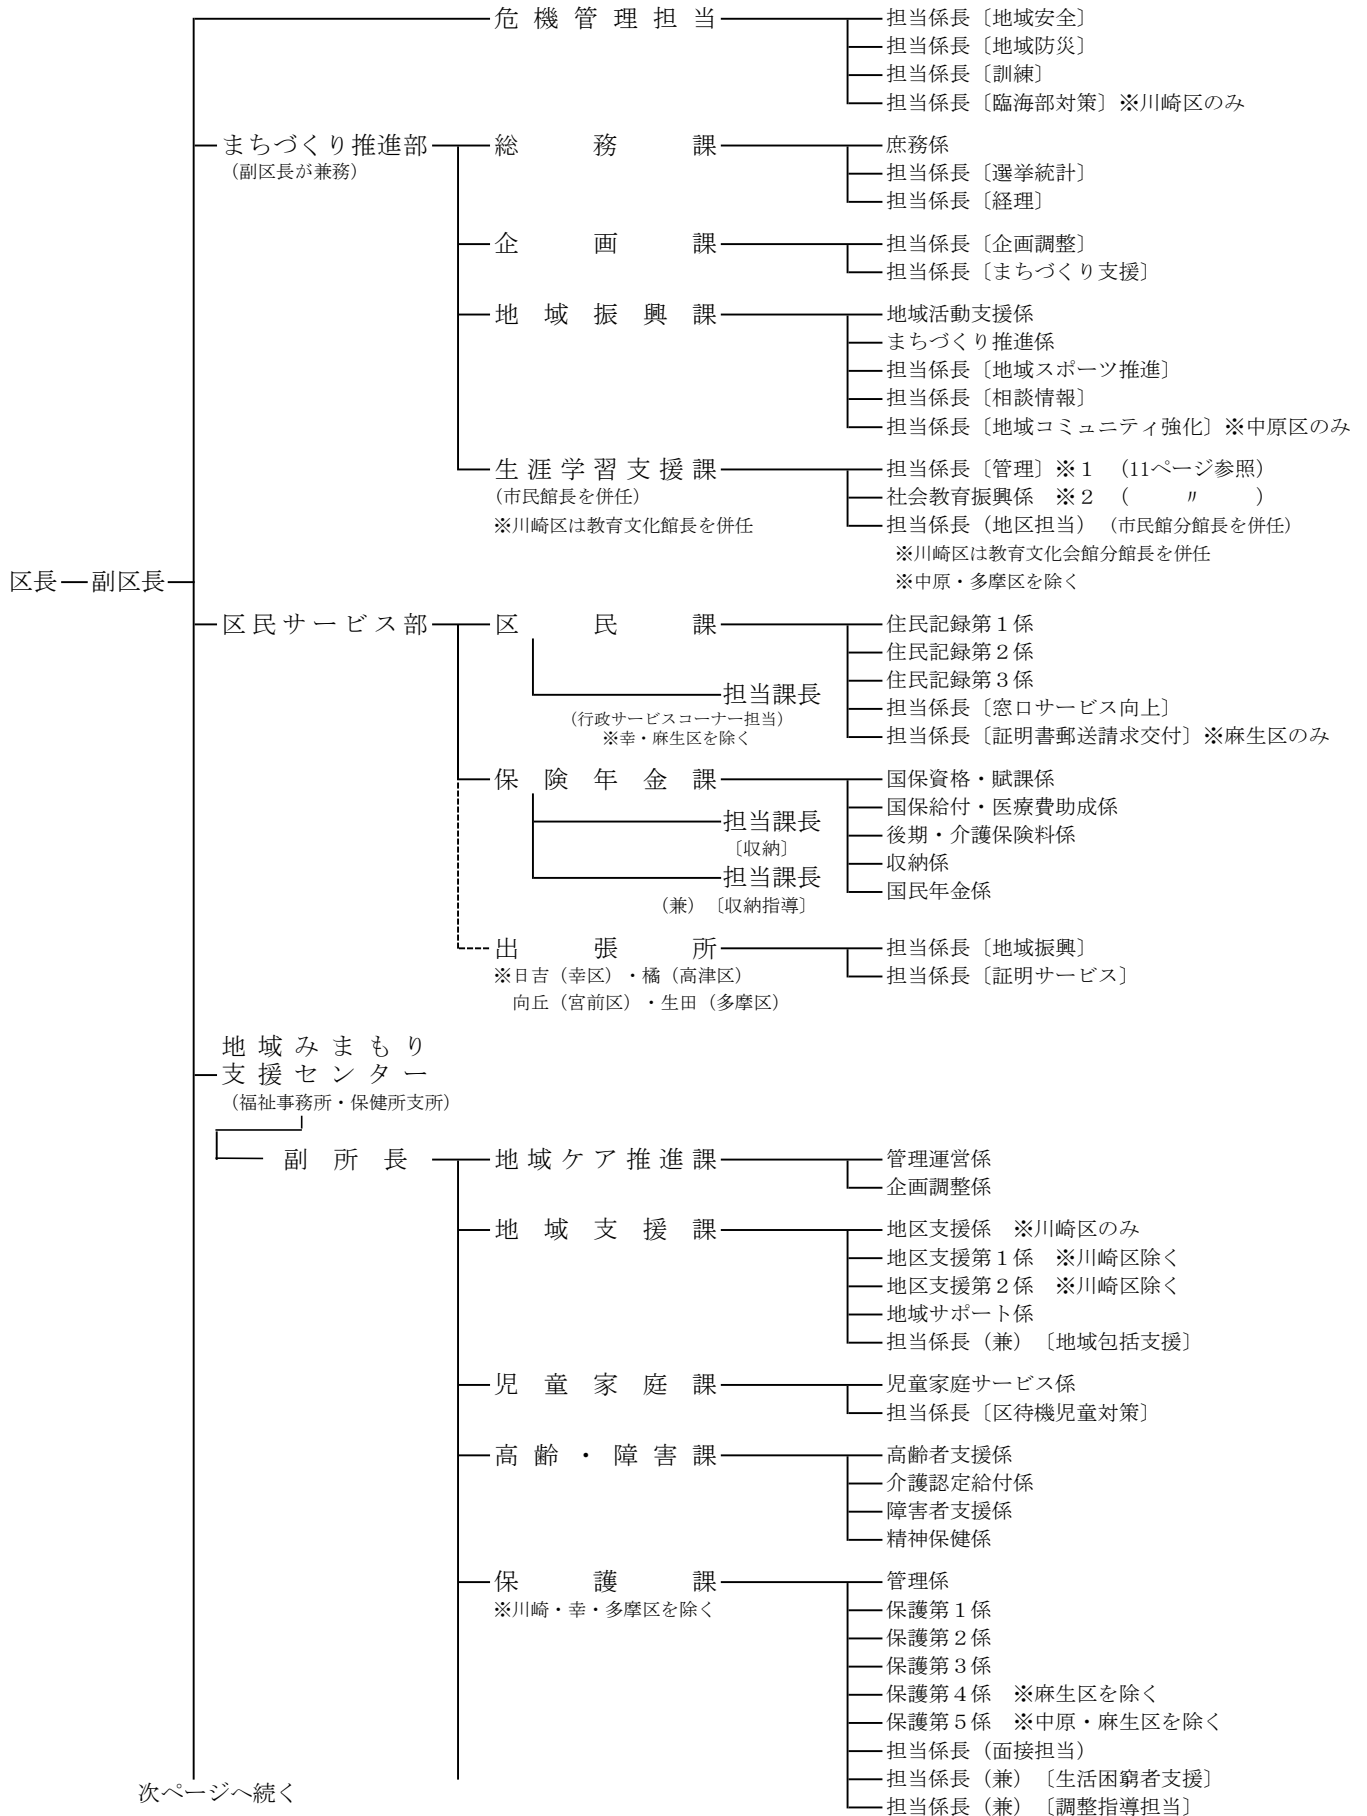 危機管理担当 担当係長〔地域安全〕
担当係長〔地域防災〕
担当係長〔訓練〕
担当係長〔臨海部対策〕※川崎区のみ
まちづくり推進部 総務課 庶務係
(副区長が兼務) 担当係長〔選挙統計〕
担当係長〔経理〕
企画課 担当係長〔企画調整〕
担当係長〔まちづくり支援〕
地域振興課 地域活動支援係
まちづくり推進係
担当係長〔地域スポーツ推進〕
担当係長〔相談情報〕
担当係長〔地域コミュニティ強化〕※中原区のみ
生涯学習支援課 担当係長〔管理〕※1 (11ページ参照)
(市民館長を併任) 社会教育振興係 ※2 ( 〃 )
※川崎区は教育文化館長を併任 担当係長(地区担当) (市民館分館長を併任)
※川崎区は教育文化会館分館長を併任
区長 副区長 ※中原・多摩区を除く
区民サービス部 区民課 住民記録第1係
住民記録第2係
住民記録第3係
担当課長
(行政サービスコーナー担当) 担当係長〔窓口サービス向上〕
※幸・麻生区を除く 担当係長〔証明書郵送請求交付〕※麻生区のみ
保険年金課 国保資格・賦課係
国保給付・医療費助成係
担当課長 後期・介護保険料係
〔収納〕 収納係
担当課長 国民年金係
(兼)〔収納指導〕
出張所 担当係長〔地域振興〕
※日吉(幸区)・橘(高津区) 担当係長〔証明サービス〕
向丘(宮前区)・生田(多摩区)
地域みまもり
支援センター
(福祉事務所・保健所支所)
副所長 地域ケア推進課 管理運営係
企画調整係
地域支援課 地区支援係 ※川崎区のみ
地区支援第1係 ※川崎区除く
地区支援第2係 ※川崎区除く
地域サポート係
担当係長(兼)〔地域包括支援〕
児童家庭課 児童家庭サービス係
担当係長〔区待機児童対策〕
高齢・障害課 高齢者支援係
介護認定給付係
障害者支援係
精神保健係
保護課 管理係
※川崎・幸・多摩区を除く 保護第1係
保護第2係
保護第3係
保護第4係 ※麻生区を除く
保護第5係 ※中原・麻生区を除く
担当係長(面接担当)
担当係長(兼)〔生活困窮者支援〕
次ページへ続く
担当係長(兼)〔調整指導担当〕